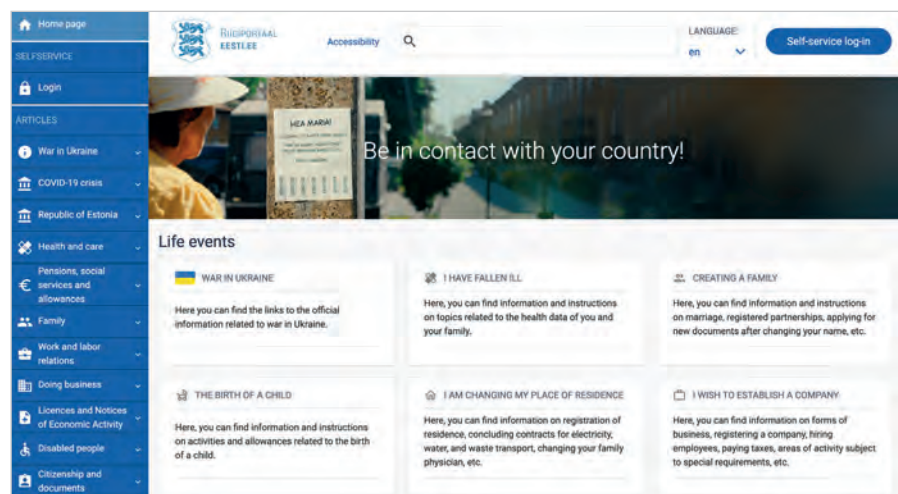 Home page
SELFSERVICE
Login
ARTICLES
War in Ukraine
COVID-19 crisis
Republic of Estonia
Health and care
Pensions, social
services and
allowances
Family
Work and labor
relations
Doing business
Licences and Notices
of Economic Activity
Disabled people
Citizenship and
documents
RIIGIPORTAAL
EESTI.EE
Accessibility
LANGUAGE:
en
Self-service log-in
HEA MARIA!
Be in contact with your country!
Life events
WAR IN UKRAINE
Here you can find the links to the official
information related to war in Ukraine.
I HAVE FALLEN ILL
Here, you can find information and instructions
on topics related to the health data of you and
your family.
CREATING A FAMILY
Here, you can find information and instructions
on marriage, registered partnerships, applying for
new documents after changing your name, etc.
THE BIRTH OF A CHILD
Here, you can find information and instructions
on activities and allowances related to the birth
of a child.
I AM CHANGING MY PLACE OF RESIDENCE
Here, you can find information on registration of
residence, concluding contracts for electricity,
water, and waste transport, changing your family
physician, etc.
I WISH TO ESTABLISH A COMPANY
Here, you can find information on forms of
business, registering a company, hiring
employees, paying taxes, areas of activity subject
to special requirements, etc.